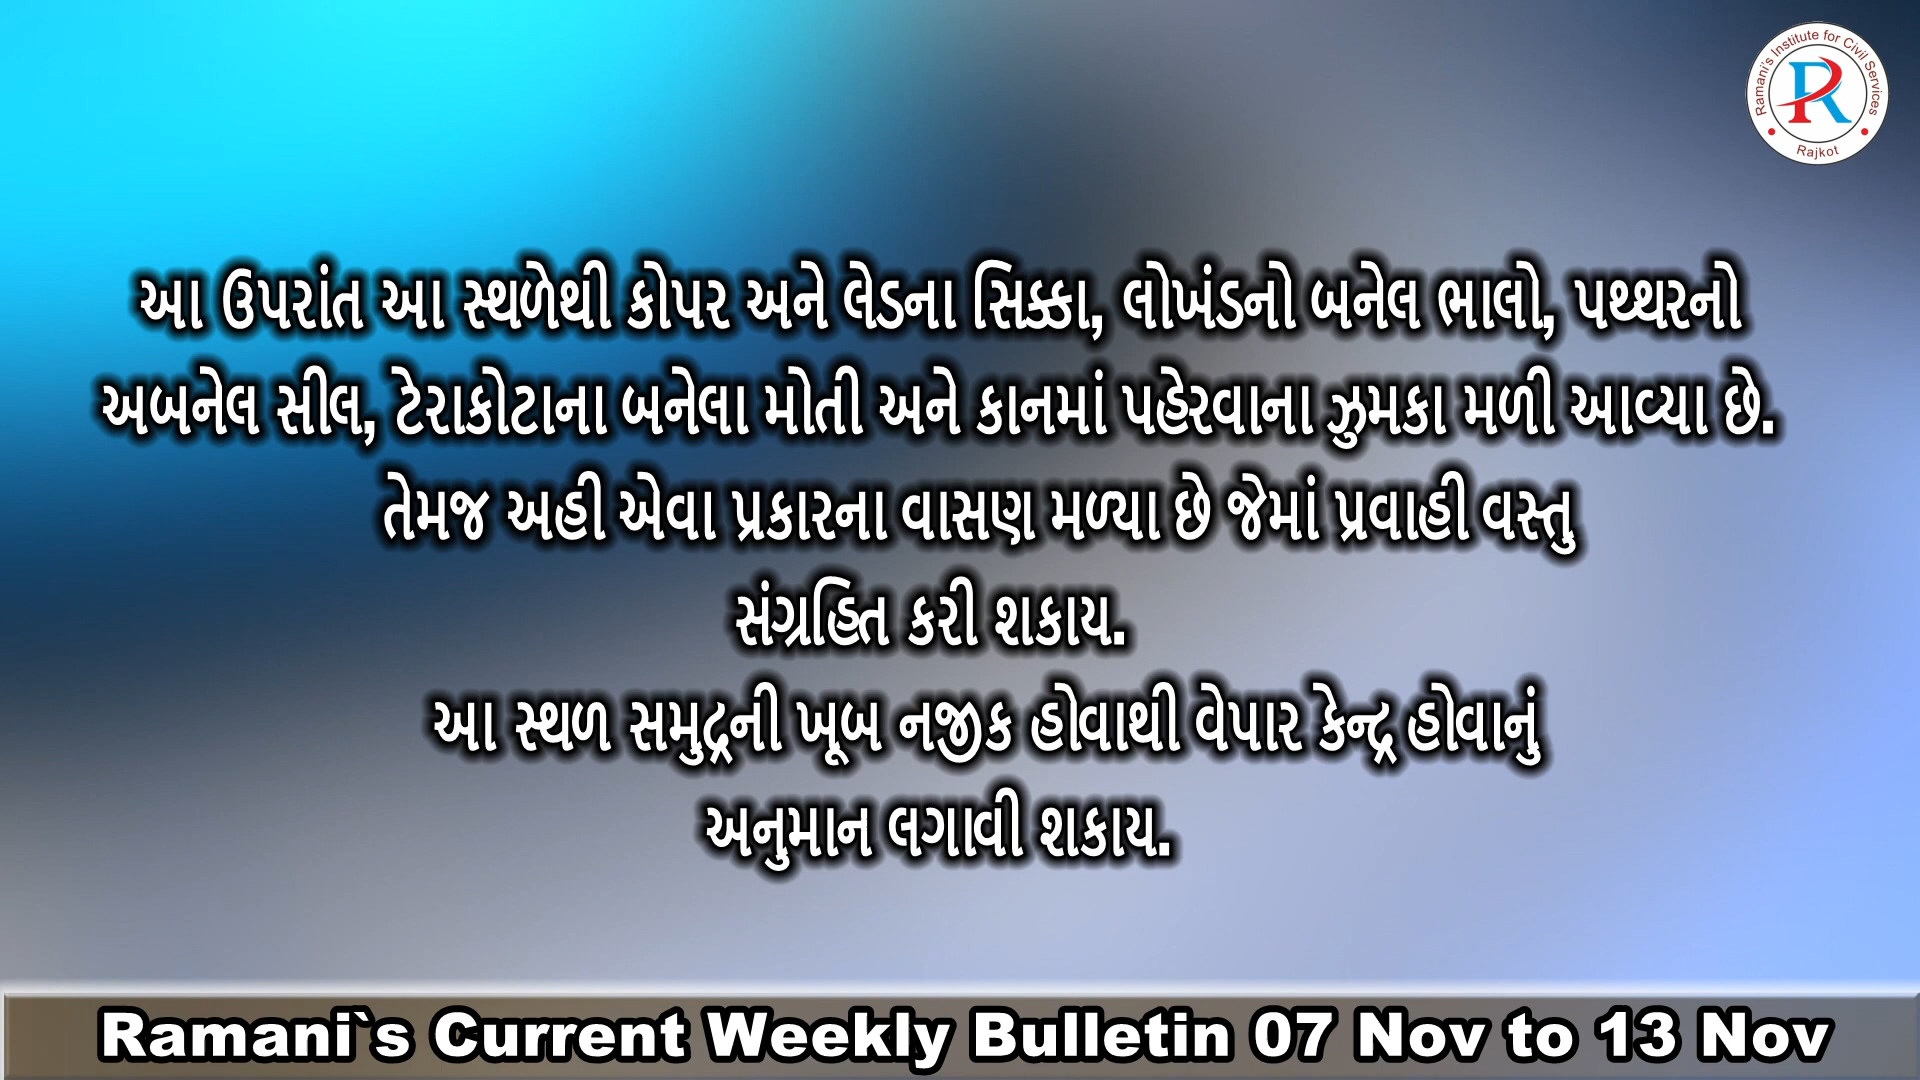 Ramani's Institute for Civil Services
R
Rajkot
આ ઉપરાંત આ સ્થળેથી કોપર અને લેડના સિક્કા, લોખંડનો બનેલ ભાલો, પથ્થરનો
અબનેલ સીલ, ટેરાકોટાના બનેલા મોતી અને કાનમાં પહેરવાના ઝુમકા મળી આવ્યા છે.
તેમજ અહી એવા પ્રકારના વાસણ મળ્યા છે જેમાં પ્રવાહી વસ્તુ
સંગ્રહિત કરી શકાય.
આ સ્થળ સમુદ્રની ખૂબ નજીક હોવાથી વેપાર કેન્દ્ર હોવાનું
અનુમાન લગાવી શકાય.
Ramani`s Current Weekly Bulletin 07 Nov to 13 Nov